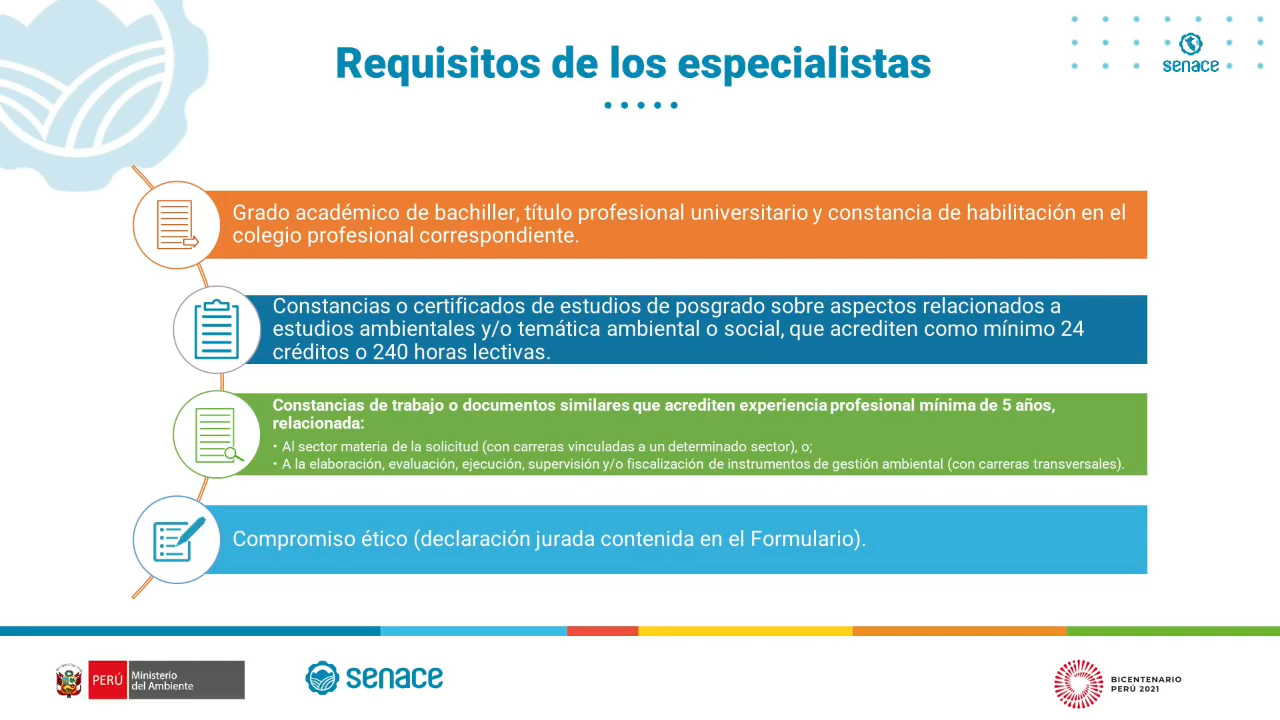 Requisitos de los especialistas
senace
Grado académico de bachiller, título profesional universitario y constancia de habilitación en el
colegio profesional correspondiente.
Constancias o certificados de estudios de posgrado sobre aspectos relacionados a
estudios ambientales y/o temática ambiental o social, que acrediten como mínimo 24
créditos o 240 horas lectivas.
Constancias de trabajo o documentos similares que acrediten experiencia profesional mínima de 5 años,
relacionada:
• Al sector materia de la solicitud (con carreras vinculadas a un determinado sector), o;
• A la elaboración, evaluación, ejecución, supervisión y/o fiscalización de instrumentos de gestión ambiental (con carreras transversales).
Compromiso ético (declaración jurada contenida en el Formulario).
PERÚ
Ministerio
del Ambiente
senace
BICENTENARIO
PERÚ 2021